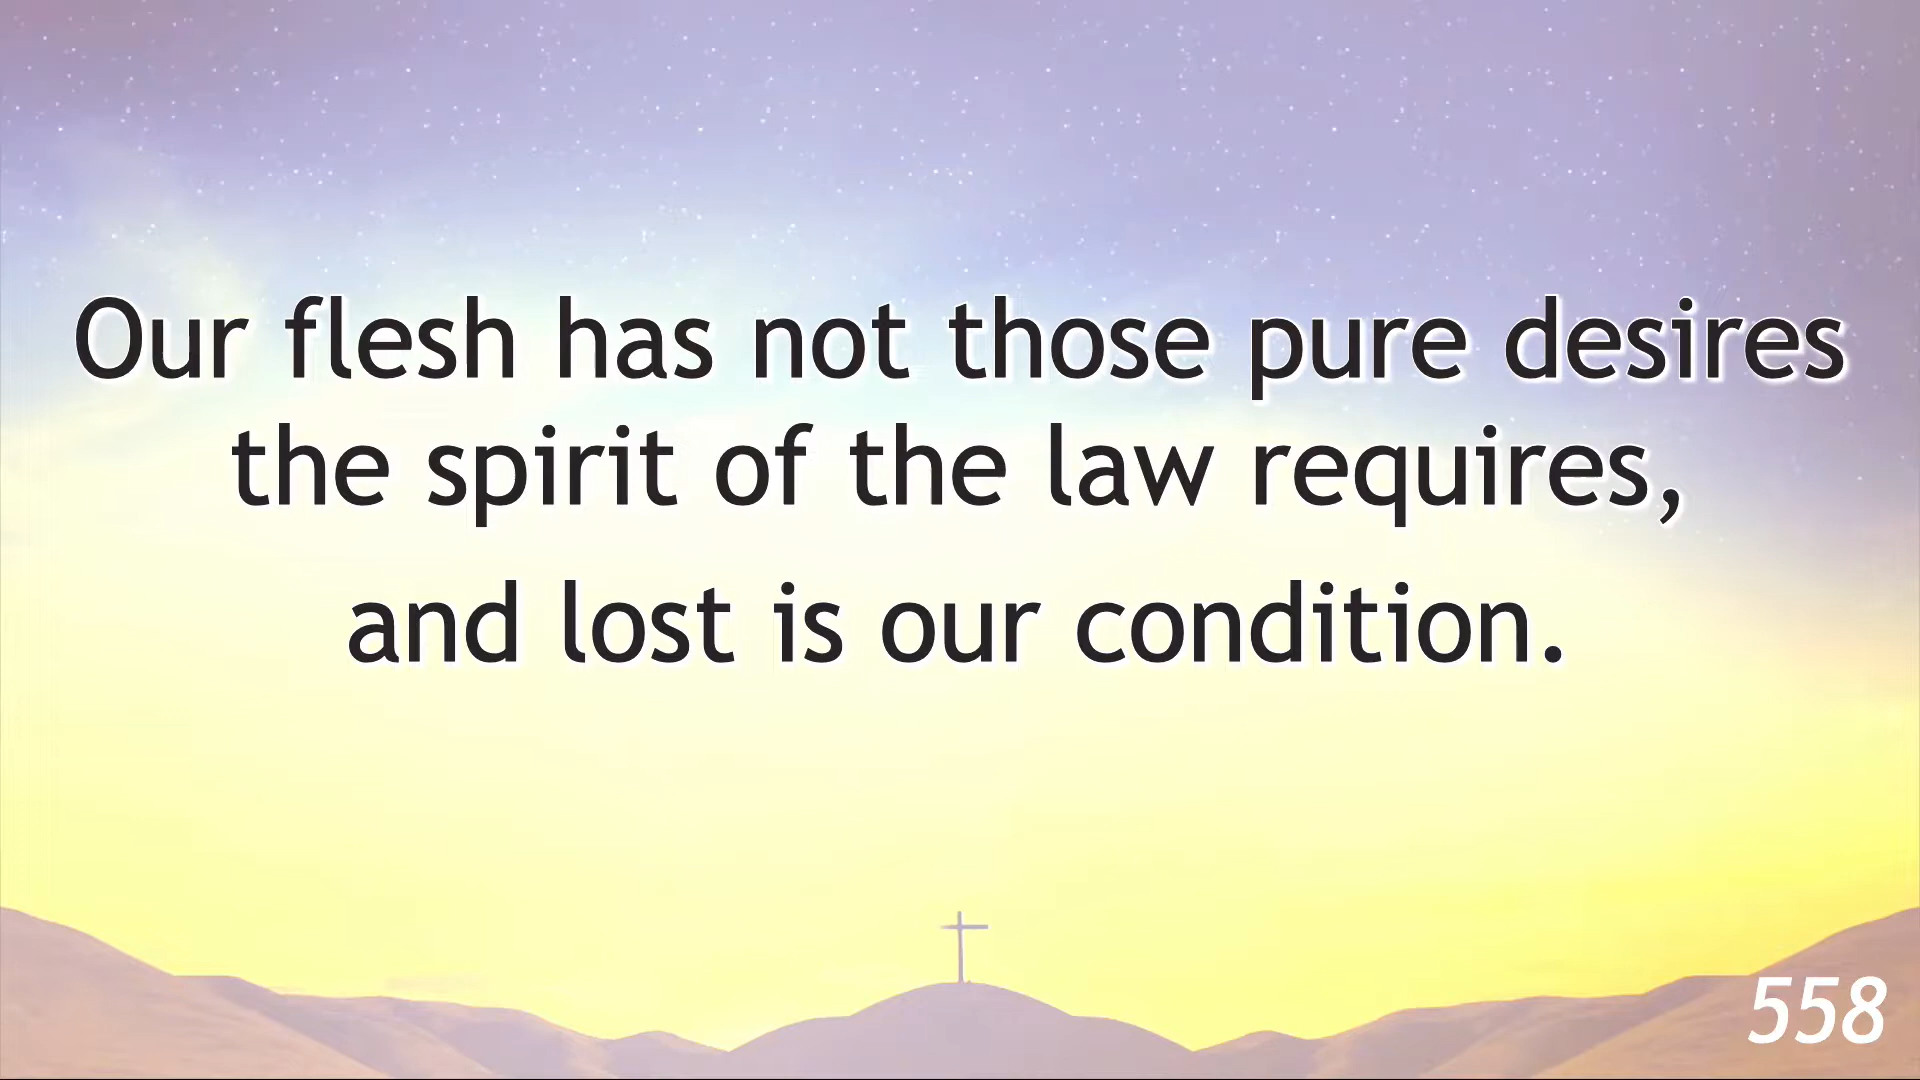 Our flesh has not those pure desires
the spirit of the law requires,
and lost is our condition.
558